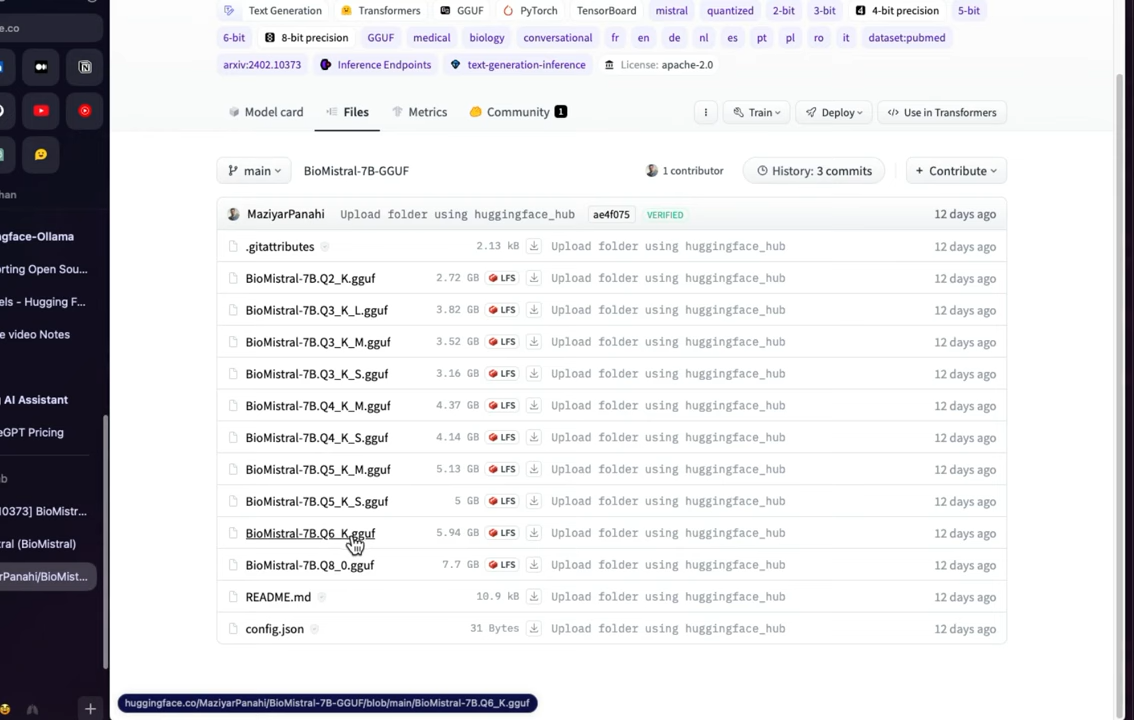 e.co
Text Generation Transformers GGUF PyTorch TensorBoard mistral quantized 2-bit 3-bit 4-bit precision 5-bit
6-bit 8-bit precision GGUF medical biology conversational fr en de nl es pt pl ro it dataset:pubmed
arxiv:2402.10373 Inference Endpoints text-generation-inference License: apache-2.0
Model card Files Metrics Community 1 Train Deploy </> Use in Transformers
main BioMistral-7B-GGUF 1 contributor History: 3 commits + Contribute
han
MaziyarPanahi Upload folder using huggingface_hub ae4f075 VERIFIED 12 days ago
ngface-Ollama
.gitattributes 2.13 kB Upload folder using huggingface_hub 12 days ago
rting Open Sou...
BioMistral-7B.Q2_K.gguf 2.72 GB LFS Upload folder using huggingface_hub 12 days ago
els - Hugging F...
BioMistral-7B.Q3_K_L.gguf 3.82 GB LFS Upload folder using huggingface_hub 12 days ago
e video Notes
BioMistral-7B.Q3_K_M.gguf 3.52 GB LFS Upload folder using huggingface_hub 12 days ago
BioMistral-7B.Q3_K_S.gguf 3.16 GB LFS Upload folder using huggingface_hub 12 days ago
g AI Assistant
BioMistral-7B.Q4_K_M.gguf 4.37 GB LFS Upload folder using huggingface_hub 12 days ago
eGPT Pricing
BioMistral-7B.Q4_K_S.gguf 4.14 GB LFS Upload folder using huggingface_hub 12 days ago
BioMistral-7B.Q5_K_M.gguf 5.13 GB LFS Upload folder using huggingface_hub 12 days ago
b
BioMistral-7B.Q5_K_S.gguf 5 GB LFS Upload folder using huggingface_hub 12 days ago
10373] BioMistr...
BioMistral-7B.Q6_K.gguf 5.94 GB LFS Upload folder using huggingface_hub 12 days ago
tral (BioMistral)
BioMistral-7B.Q8_0.gguf 7.7 GB LFS Upload folder using huggingface_hub 12 days ago
rPanahi/BioMist...
README.md 10.9 kB Upload folder using huggingface_hub 12 days ago
config.json 31 Bytes Upload folder using huggingface_hub 12 days ago
huggingface.co/MaziyarPanahi/BioMistral-7B-GGUF/blob/main/BioMistral-7B.Q6_K.gguf